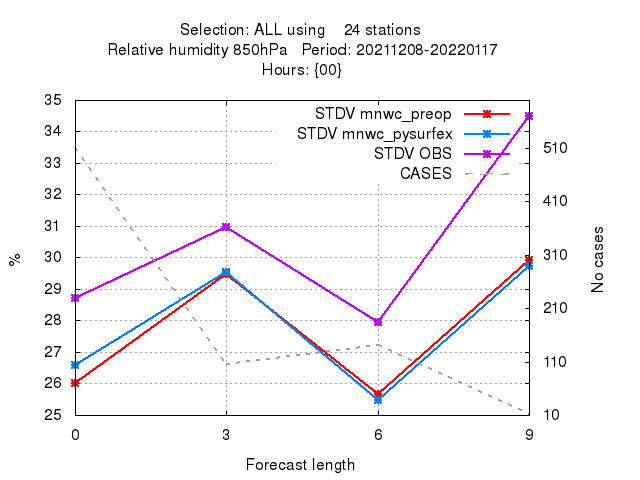 Selection: ALL using    24 stations
Relative humidity 850hPa   Period: 20211208-20220117
Hours: {00}
STDV mnwc_preop
STDV mnwc_pysurfex
STDV OBS
CASES
35
34
33
32
31
30
29
28
27
26
25
%
510
410
310
210
110
10
No cases
0 3 6 9
Forecast length